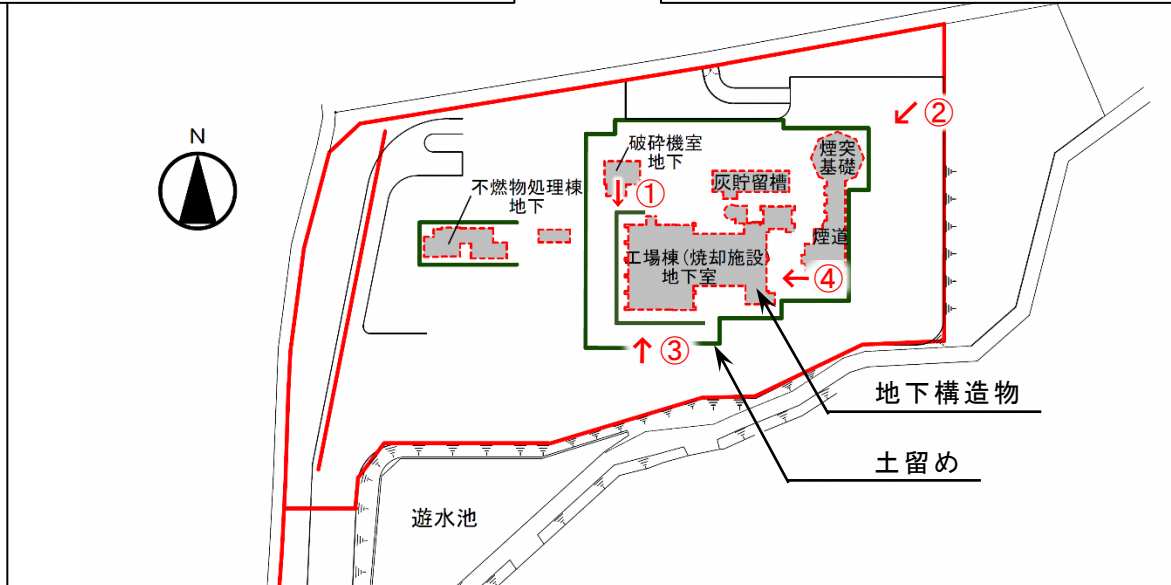 N
②
破砕機室
地下
煙突
基礎
不燃物処理棟
地下
①
灰貯留槽
煙道
工場棟(焼却施設)
地下室
④
③
地下構造物
土留め
遊水池